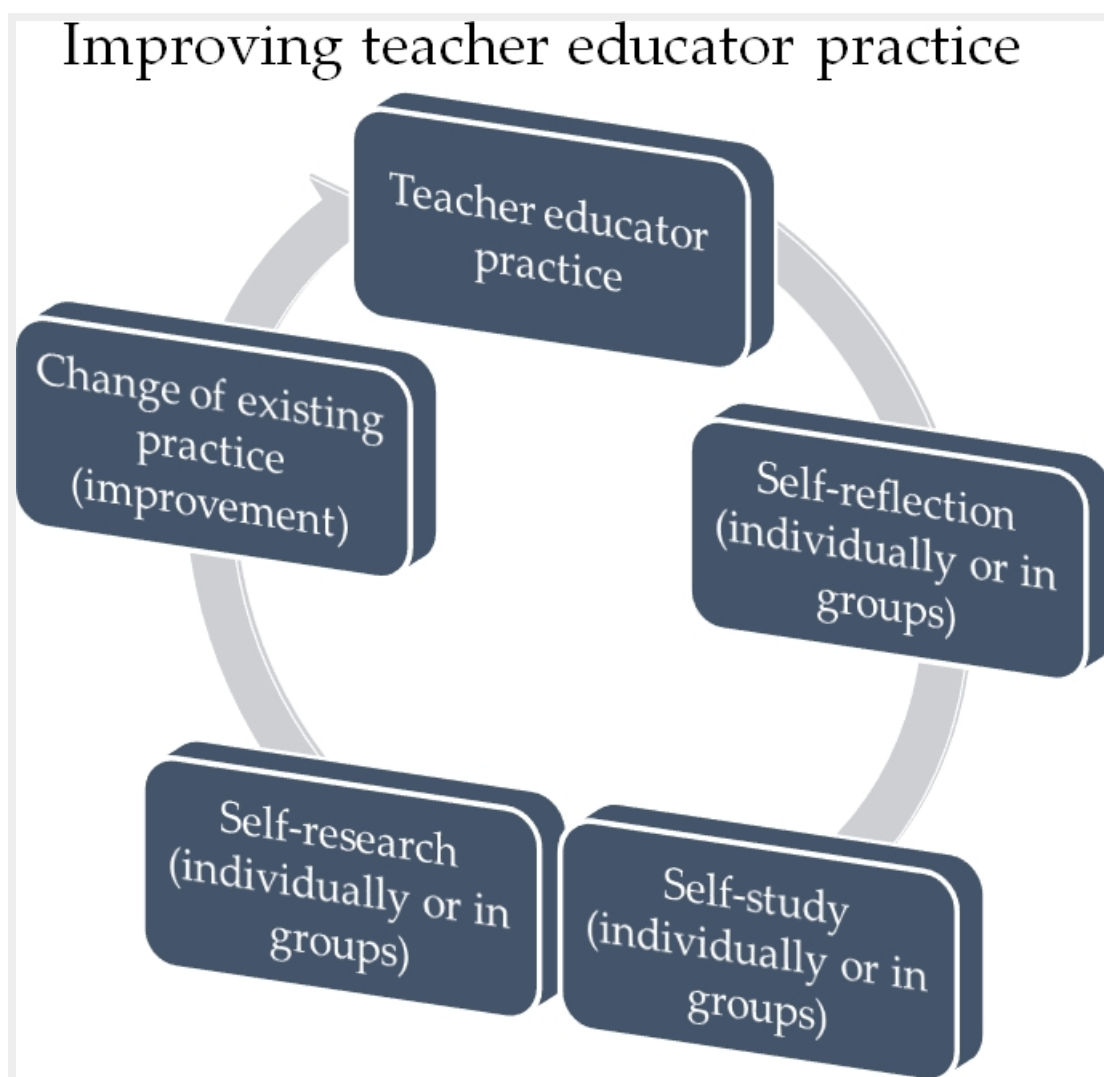 Improving teacher educator practice
Teacher educator
practice
Self-reflection
(individually or in
groups)
Self-study
(individually or in
groups)
Self-research
(individually or in
groups)
Change of existing
practice
(improvement)